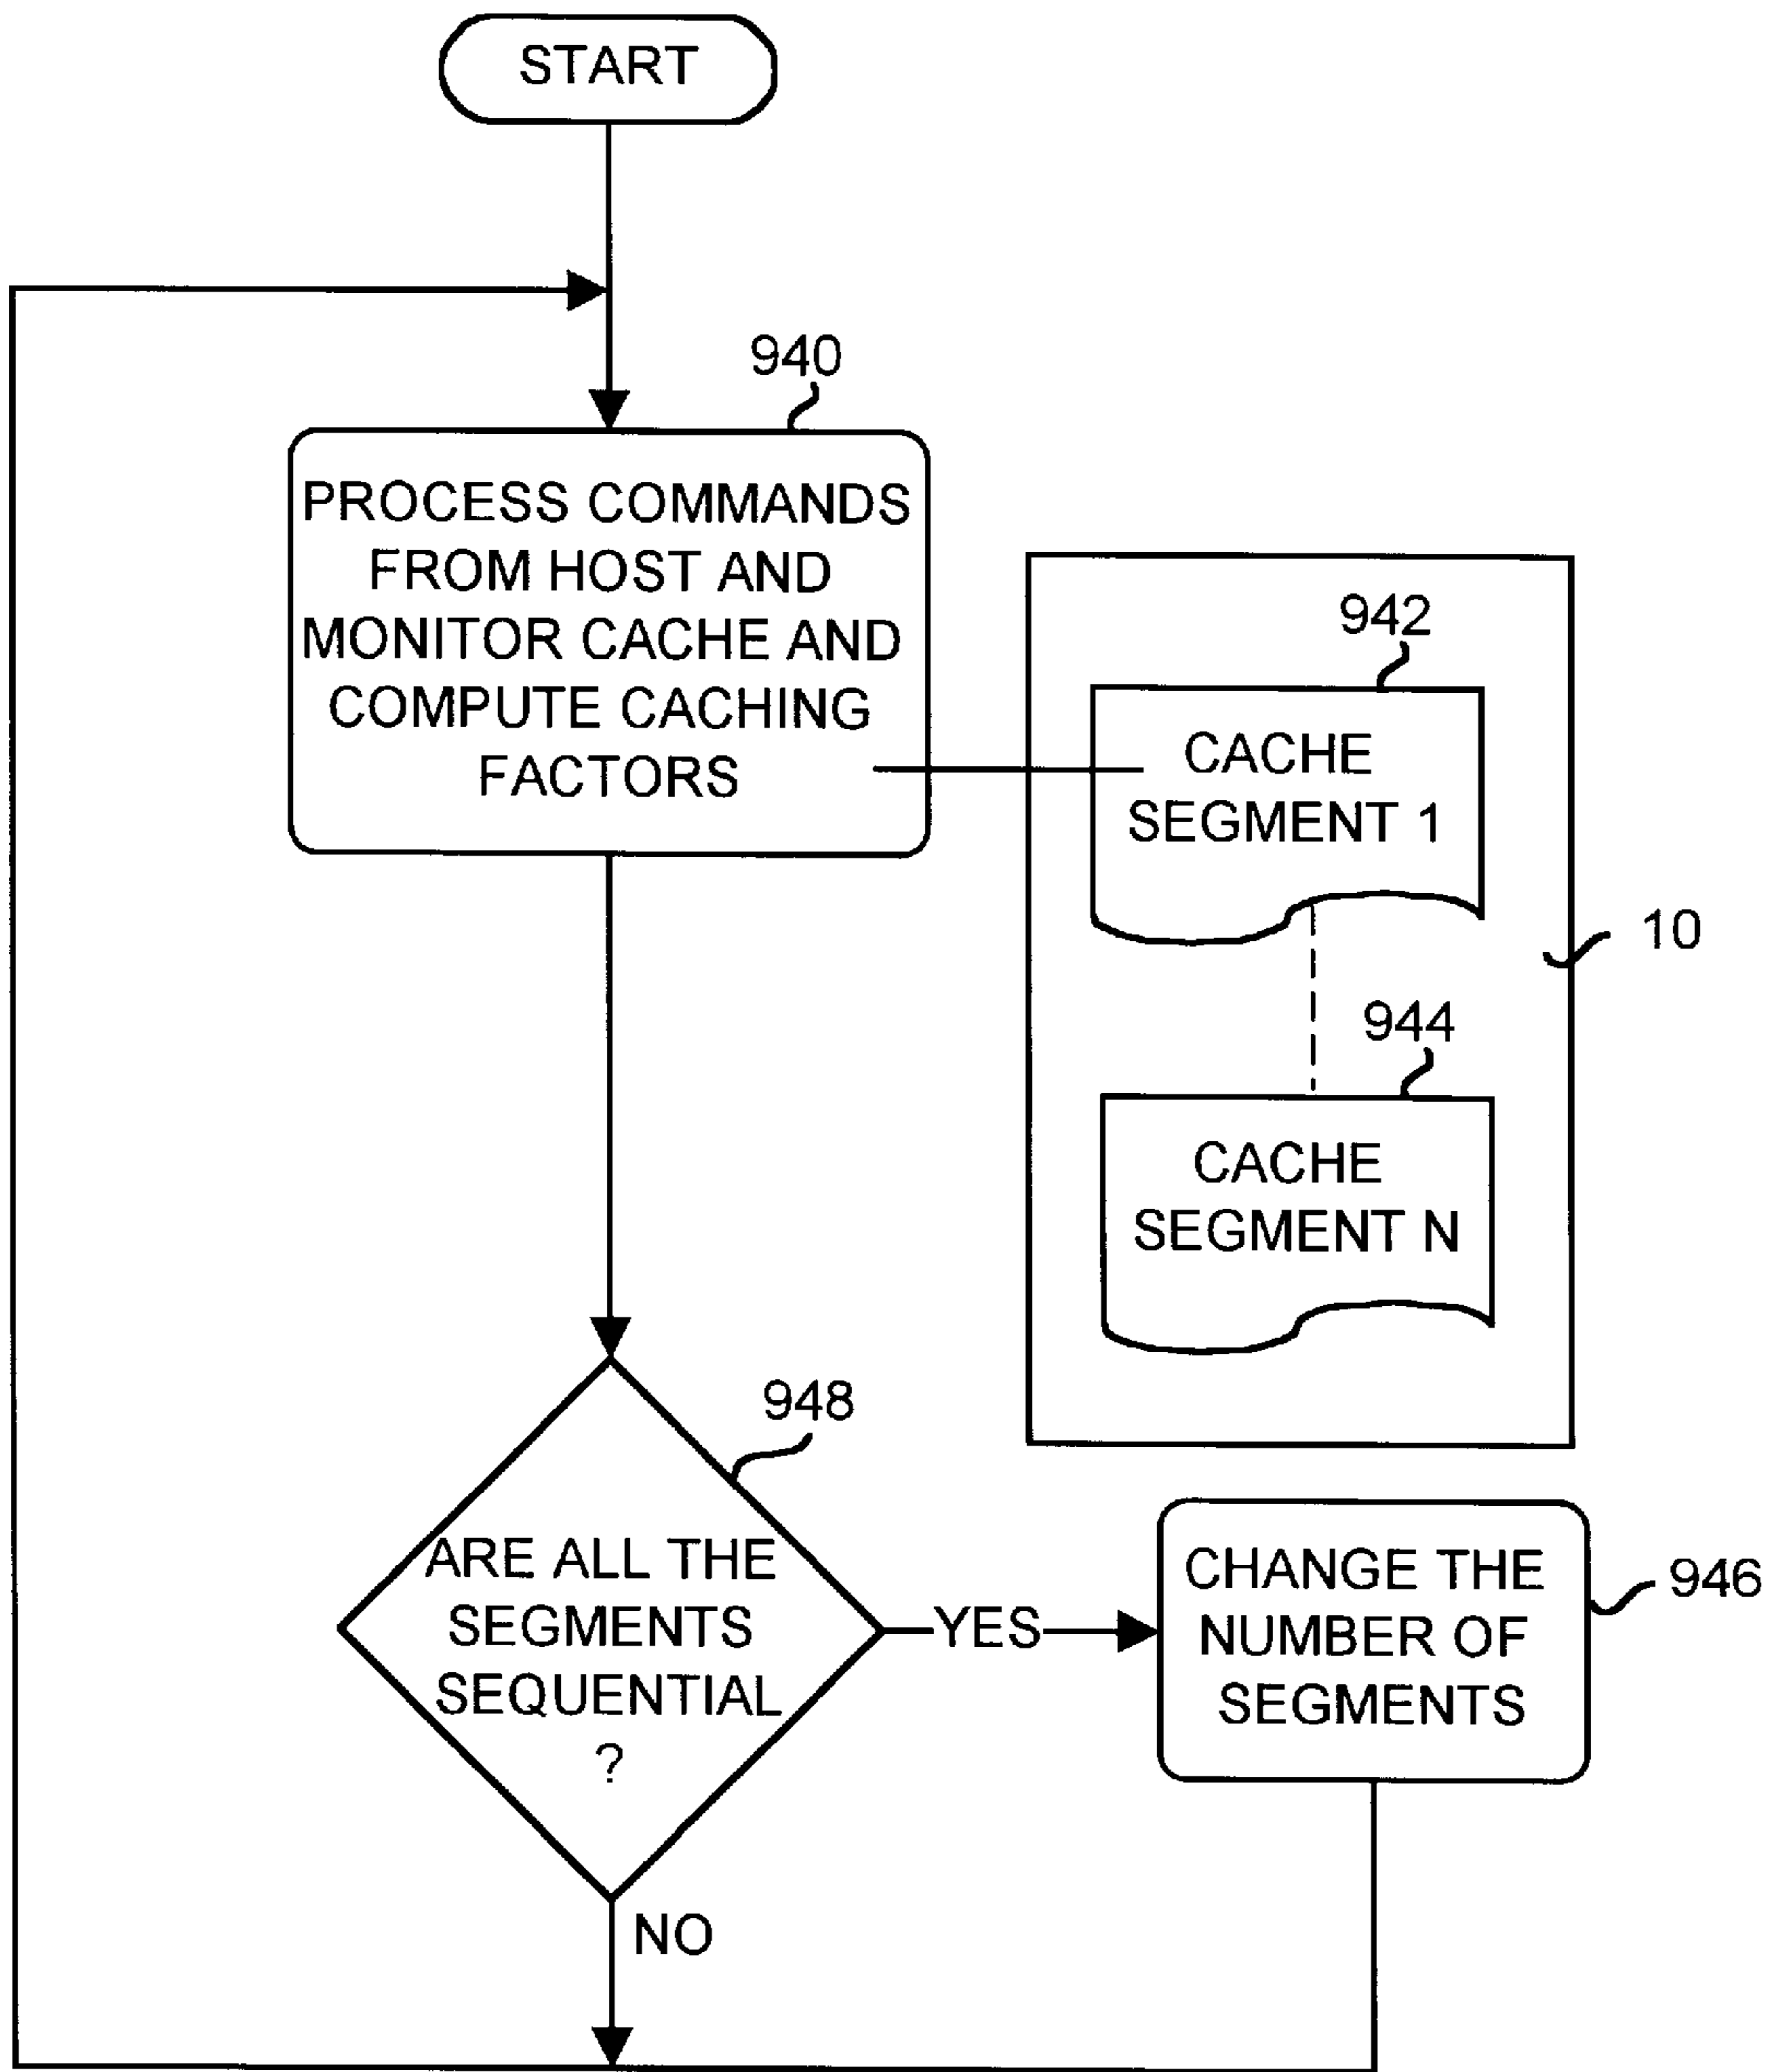 START
940
PROCESS COMMANDS
FROM HOST AND
MONITOR CACHE AND
COMPUTE CACHING
FACTORS
942
CACHE
SEGMENT 1
10
944
CACHE
SEGMENT N
948
ARE ALL THE
SEGMENTS
SEQUENTIAL
?
YES
CHANGE THE
NUMBER OF
SEGMENTS
946
NO